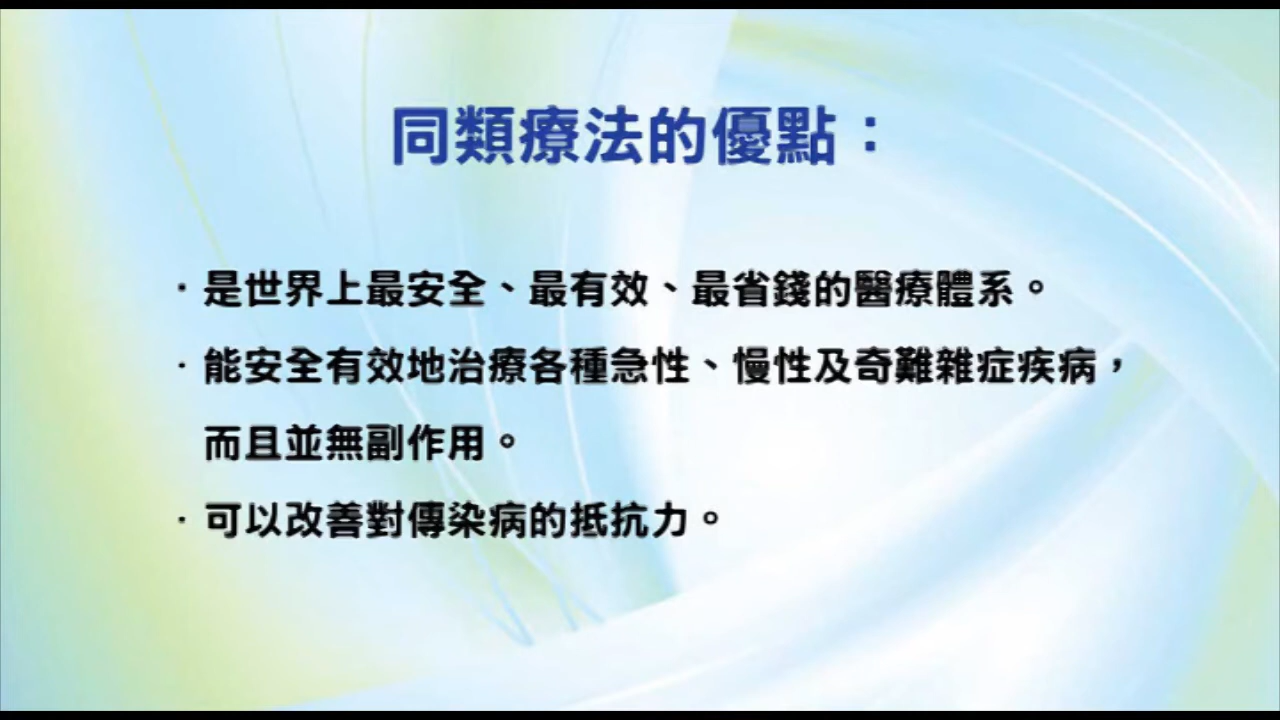 同類療法的優點：
·是世界上最安全、最有效、最省錢的醫療體系。
·能安全有效地治療各種急性、慢性及奇難雜症疾病，
而且並無副作用。
·可以改善對傳染病的抵抗力。